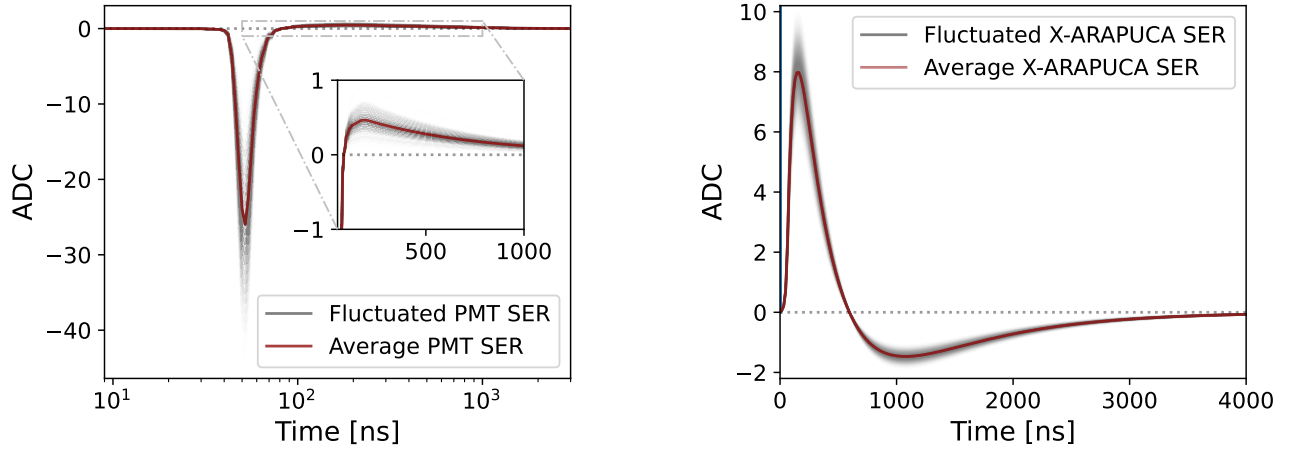 0
−10
−20
−30
−40
ADC
1
0
−1
500 1000
Fluctuated PMT SER
Average PMT SER
10¹ 10² 10³
Time [ns]
10
8
6
4
2
0
−2
ADC
Fluctuated X-ARAPUCA SER
Average X-ARAPUCA SER
0 1000 2000 3000 4000
Time [ns]